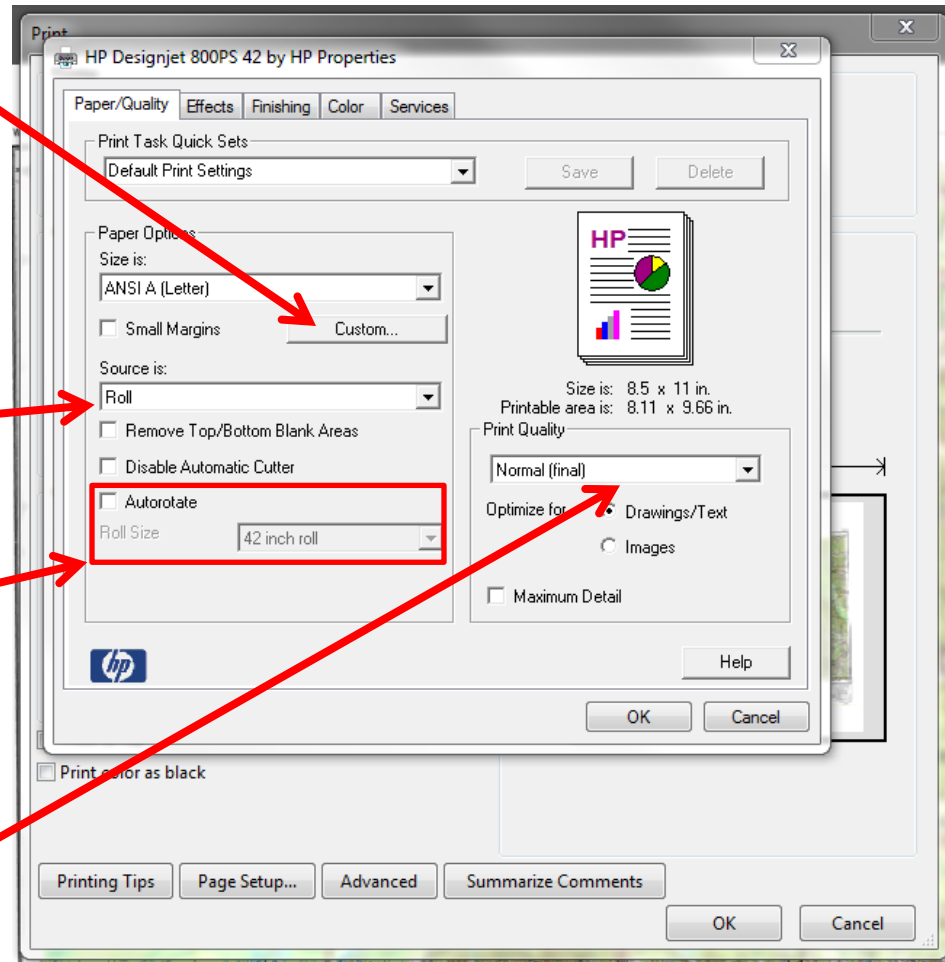 Print
HP Designjet 800PS 42 by HP Properties
Paper/Quality Effects Finishing Color Services
Print Task Quick Sets
Default Print Settings
Save
Delete
Paper Options
Size is:
ANSI A (Letter)
Small Margins
Custom...
Source is:
Roll
Remove Top/Bottom Blank Areas
Disable Automatic Cutter
Autorotate
Roll Size
42 inch roll
HP
Size is: 8.5 x 11 in.
Printable area is: 8.11 x 9.66 in.
Print Quality
Normal (final)
Optimize for
Drawings/Text
Images
Maximum Detail
hp
Help
OK
Cancel
Print color as black
Printing Tips
Page Setup...
Advanced
Summarize Comments
OK
Cancel